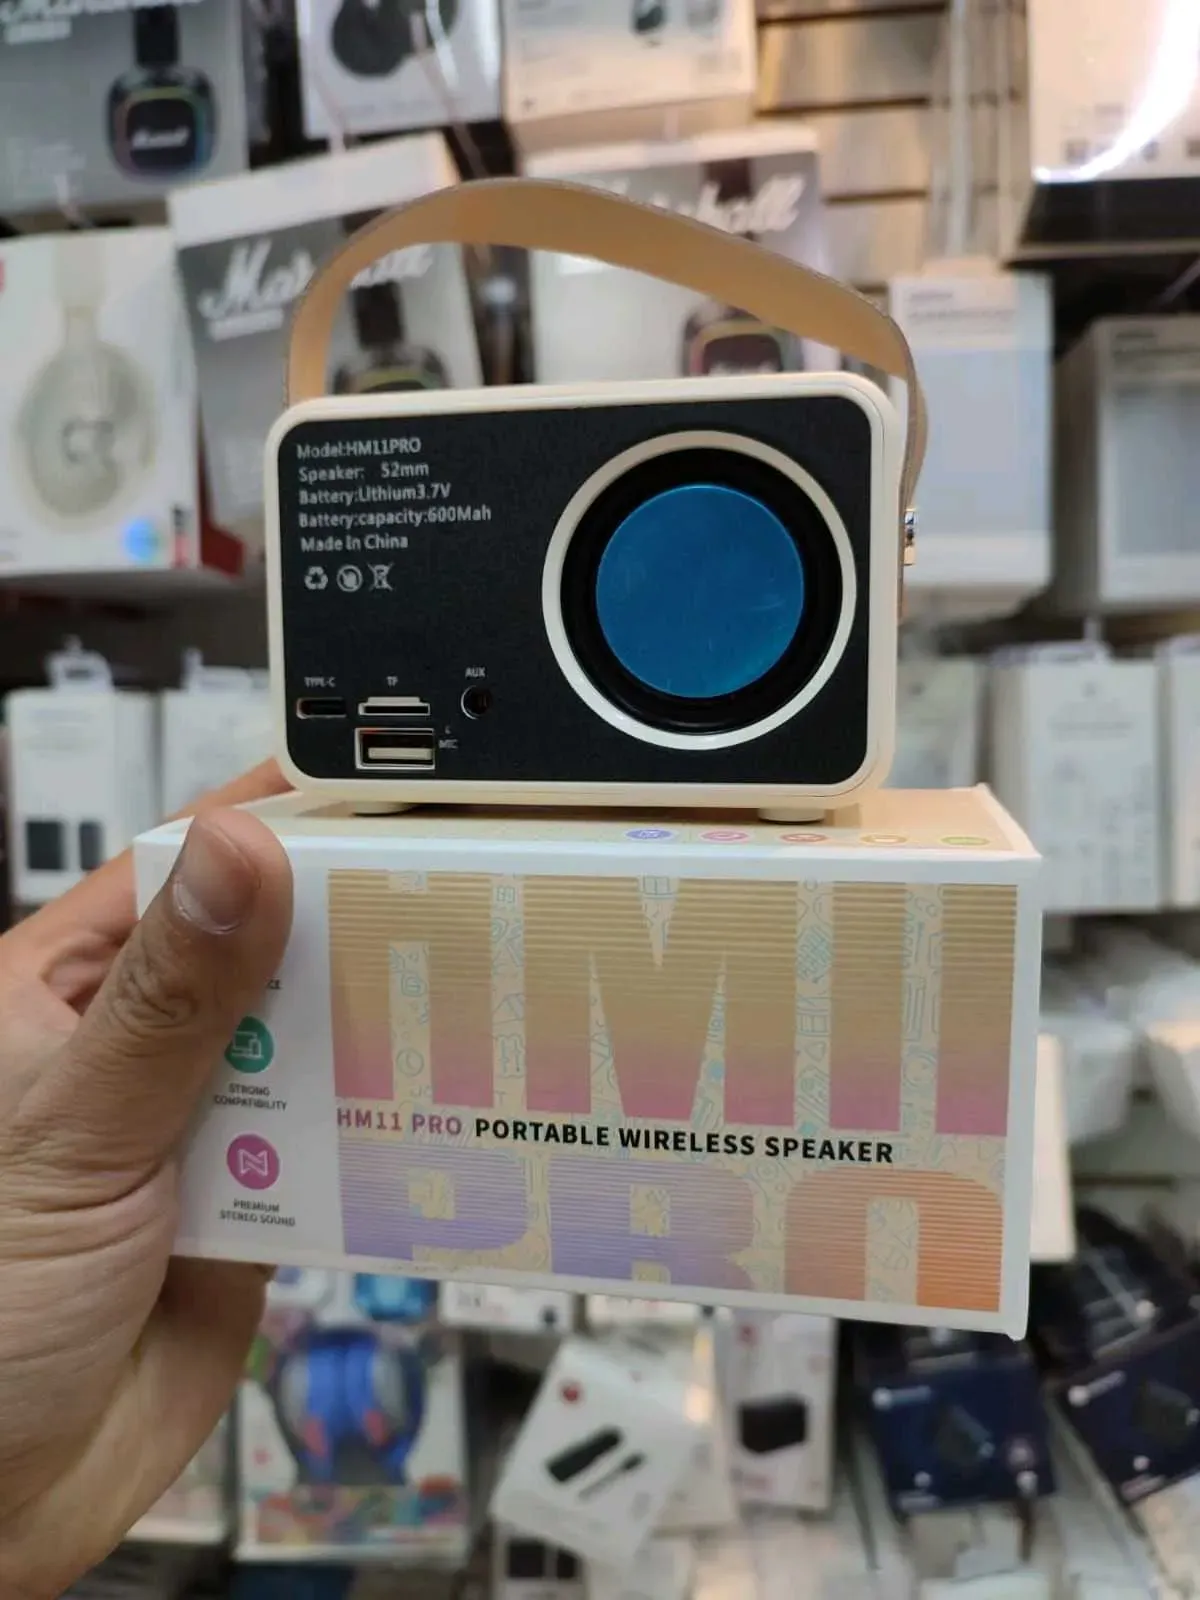 Marshall
Model:HM11PRO
Speaker: 52mm
Battery:Lithium3.7V
Battery:capacity:600Mah
Made In China
TYPE-C
TF
AUX
STRONG
COMPATIBILITY
PREMIUM
STEREO SOUND
HM11
HM11 PRO PORTABLE WIRELESS SPEAKER
PRO